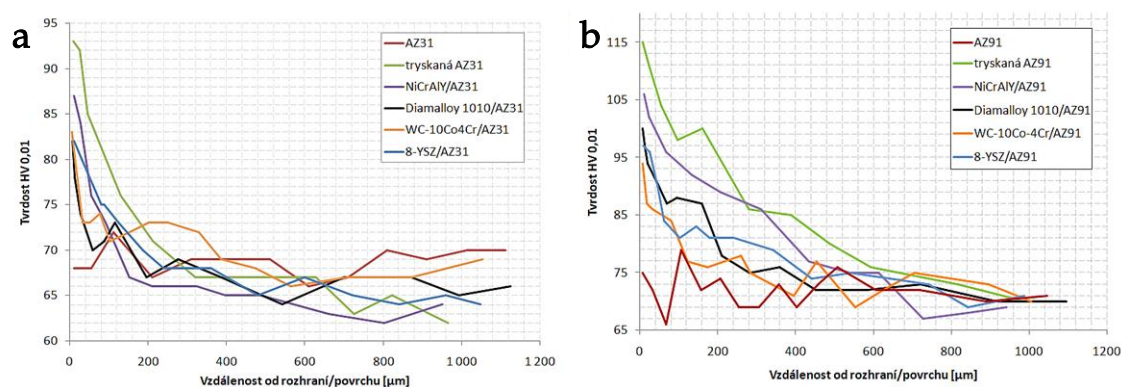 a
95
90
85
80
75
70
65
60
Tvrdost HV 0,01
AZ31
tryskaná AZ31
NiCrAlY/AZ31
Diamalloy 1010/AZ31
WC-10Co4Cr/AZ31
8-YSZ/AZ31
0 200 400 600 800 1 000 1200
Vzdálenost od rozhraní/povrchu [µm]
b
115
105
95
85
75
65
Tvrdost HV 0,01
AZ91
tryskaná AZ91
NiCrAlY/AZ91
Diamalloy 1010/AZ91
WC-10Co-4Cr/AZ91
8-YSZ/AZ91
0 200 400 600 800 1000 1200
Vzdálenost od rozhraní/povrchu [µm]